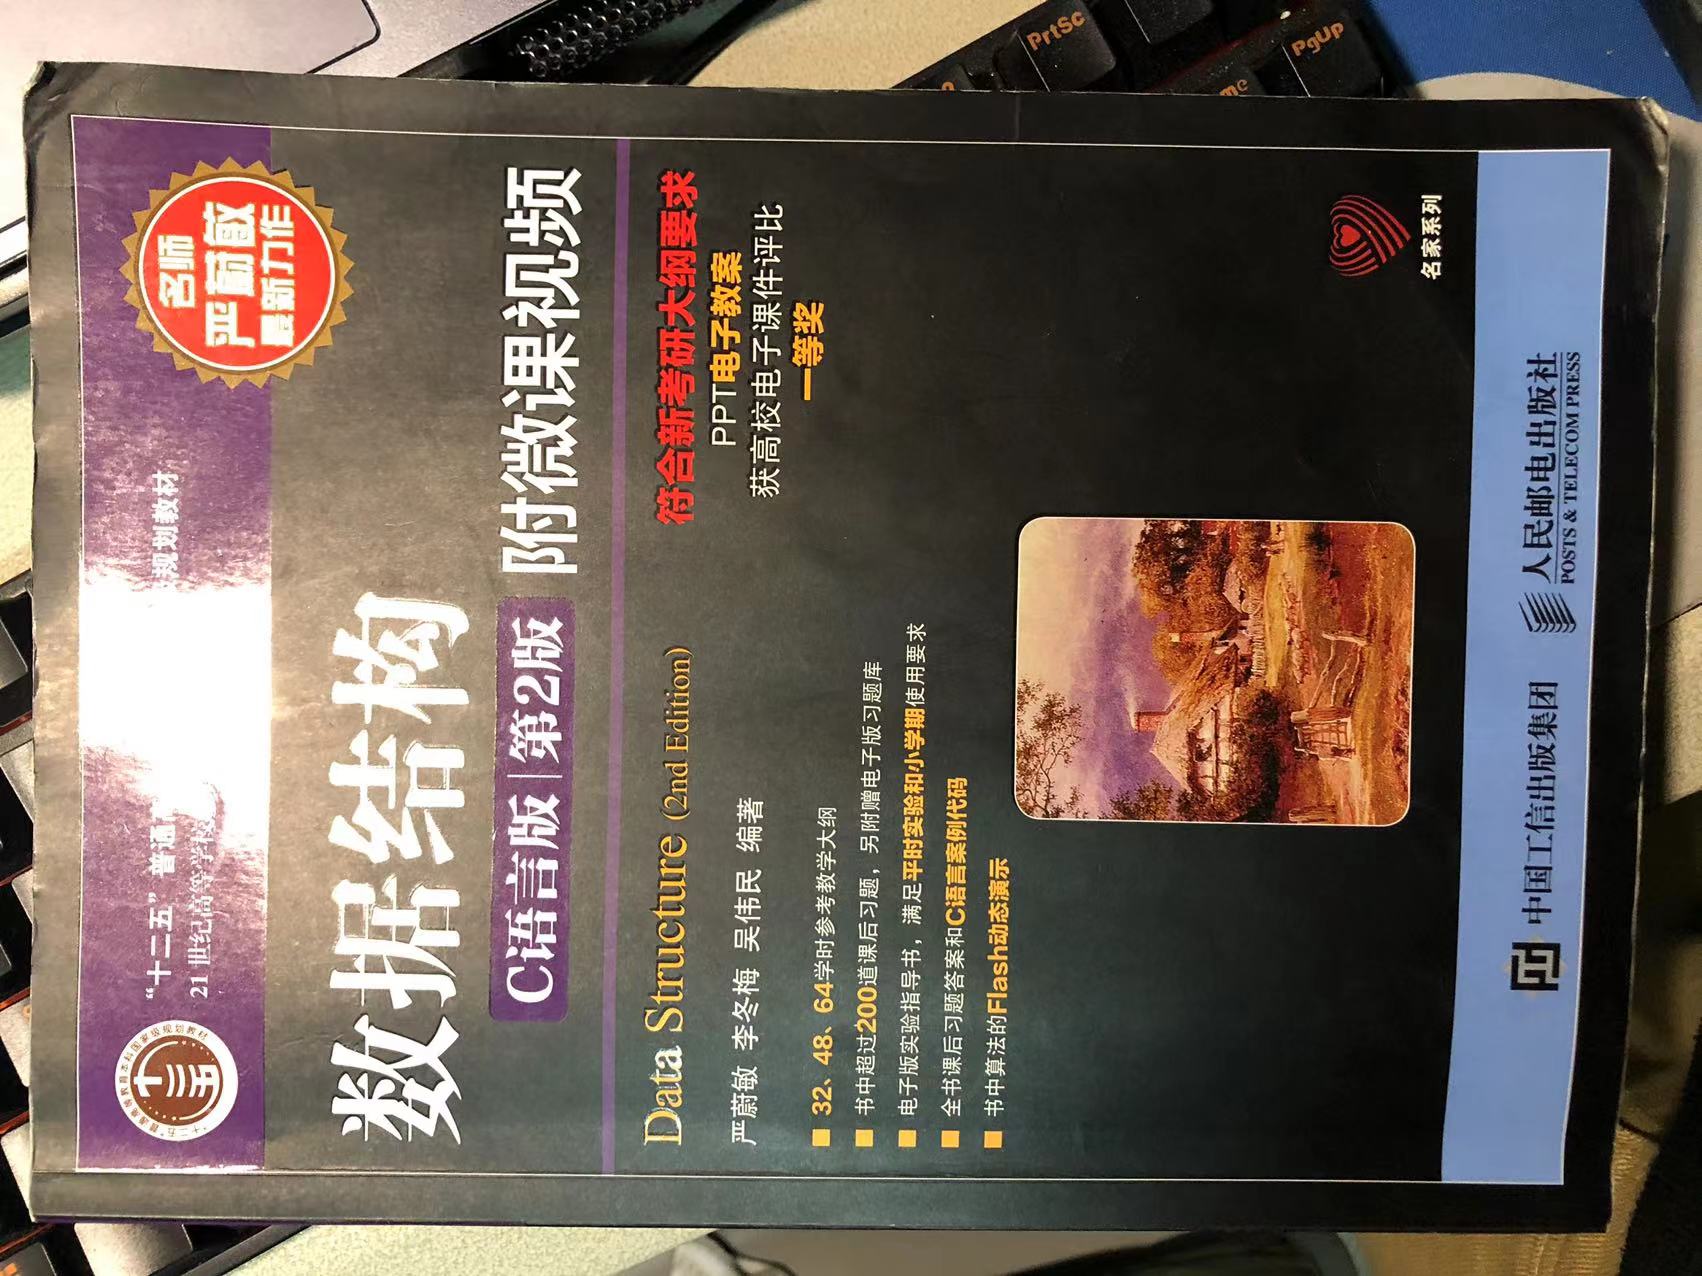 "十二五"普通
规划教材
21世纪高等学校
名师
严蔚敏
最新力作
数据结构
C语言版|第2版
附微课视频
Data Structure (2nd Edition)
严蔚敏 李冬梅 吴伟民 编著
符合新考研大纲要求
PPT电子教案
获高校电子课件评比
一等奖
32、48、64学时参考教学大纲
书中超过200道课后习题，另附赠电子版习题库
电子版实验指导书，满足平时实验和小学期使用要求
全书课后习题答案和C语言案例代码
书中算法的Flash动态演示
名家系列
中国工信出版集团
人民邮电出版社
POSTS & TELECOM PRESS
PrtSc
PgUp